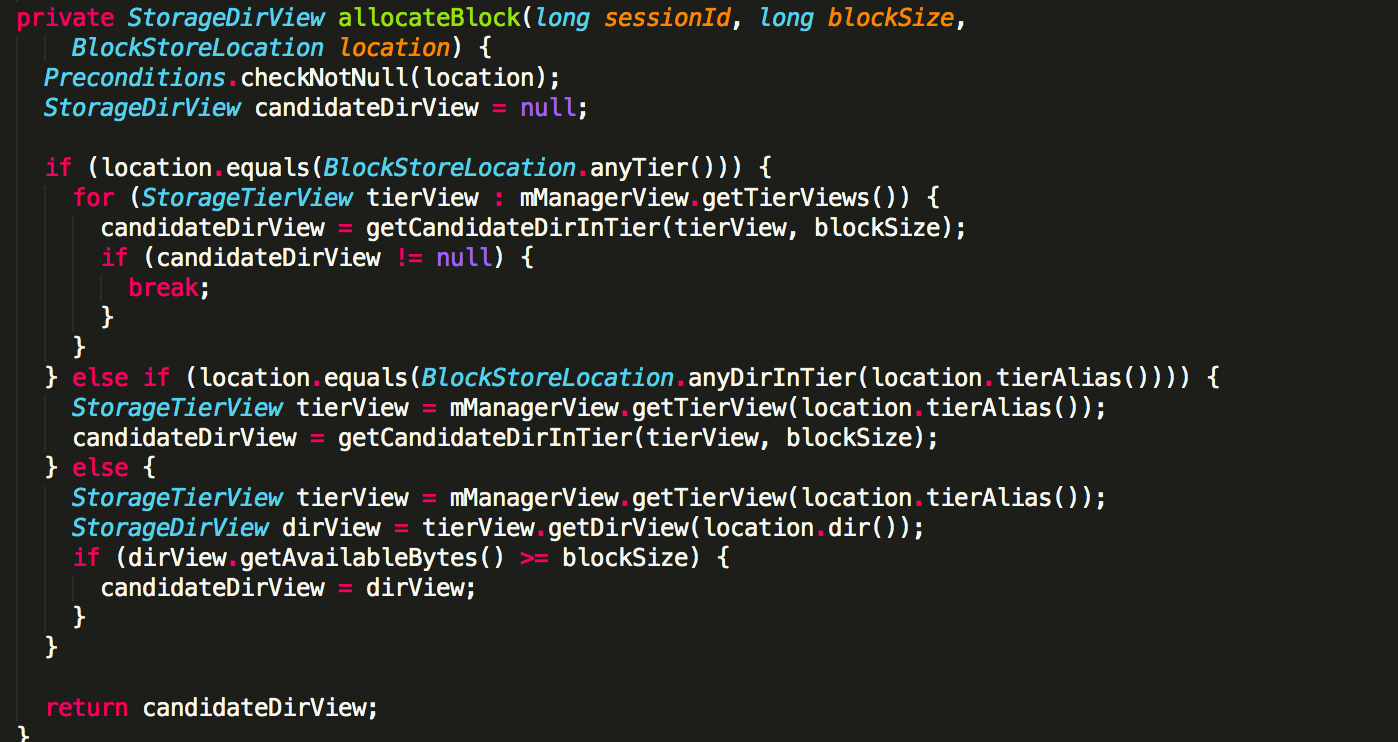 private StorageDirView allocateBlock(long sessionId, long blockSize,
    BlockStoreLocation location) {
  Preconditions.checkNotNull(location);
  StorageDirView candidateDirView = null;

  if (location.equals(BlockStoreLocation.anyTier())) {
    for (StorageTierView tierView : mManagerView.getTierViews()) {
      candidateDirView = getCandidateDirInTier(tierView, blockSize);
      if (candidateDirView != null) {
        break;
      }
    }
  } else if (location.equals(BlockStoreLocation.anyDirInTier(location.tierAlias()))) {
    StorageTierView tierView = mManagerView.getTierView(location.tierAlias());
    candidateDirView = getCandidateDirInTier(tierView, blockSize);
  } else {
    StorageTierView tierView = mManagerView.getTierView(location.tierAlias());
    StorageDirView dirView = tierView.getDirView(location.dir());
    if (dirView.getAvailableBytes() >= blockSize) {
      candidateDirView = dirView;
    }
  }

  return candidateDirView;
}